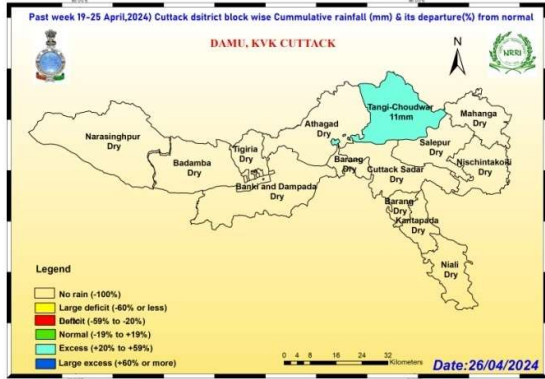 Past week 19-25 April,2024) Cuttack dsitrict block wise Cummulative rainfall (mm) & its departure(%) from normal
DAMU, KVK CUTTACK
N
NRRI
Tangi-Choudwar
11mm
Mahanga
Dry
Athagad
Dry
Narasinghpur
Dry
Salepur
Dry
Tigiria
Dry
Badamba
Dry
Barang
Dry
Nischintakoili
Dry
Cuttack Sadar
Dry
Banki and Dampada
Dry
Barang
Dry
Kantapada
Dry
Niali
Dry
Legend
No rain (-100%)
Large deficit (-60% or less)
Deficit (-59% to -20%)
Normal (-19% to +19%)
Excess (+20% to +59%)
Large excess (+60% or more)
0 4 8 16 24 32
Kilometers
Date:26/04/2024